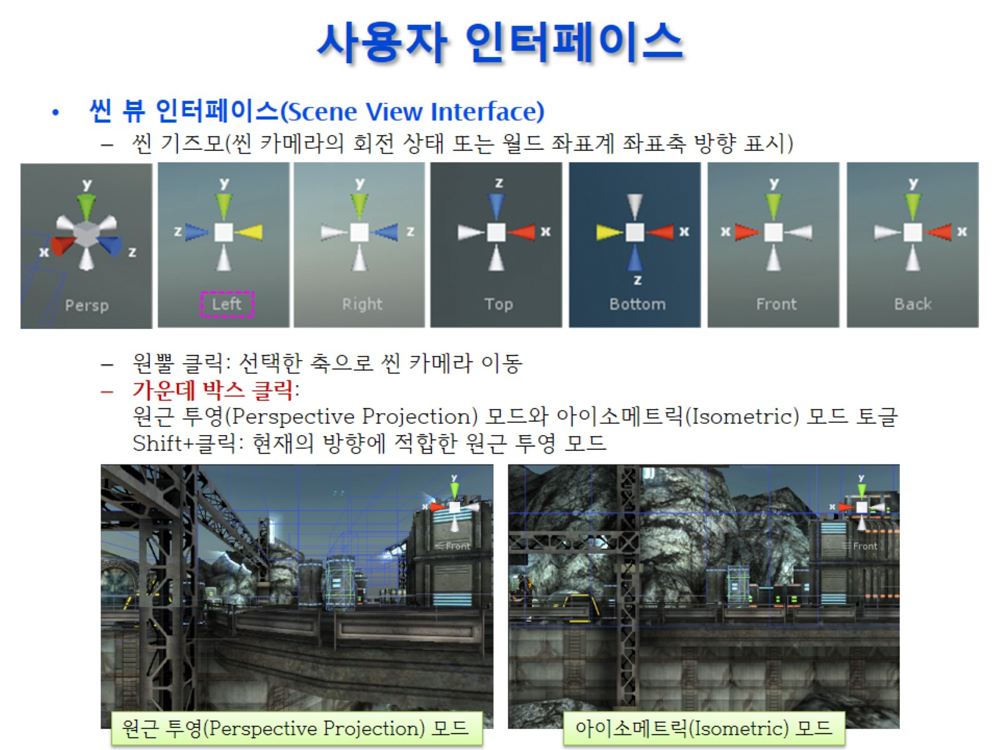 사용자 인터페이스
• 씬 뷰 인터페이스(Scene View Interface)
– 씬 기즈모(씬 카메라의 회전 상태 또는 월드 좌표계 좌표축 방향 표시)
y
x z
Persp
y
z
Left
y
z
Right
z
x
Top
x
z
Bottom
y
x
Front
y
x
Back
– 원뿔 클릭: 선택한 축으로 씬 카메라 이동
– 가운데 박스 클릭:
원근 투영(Perspective Projection) 모드와 아이소메트릭(Isometric) 모드 토글
Shift+클릭: 현재의 방향에 적합한 원근 투영 모드
y
x
Front
y
x
Front
원근 투영(Perspective Projection) 모드
아이소메트릭(Isometric) 모드